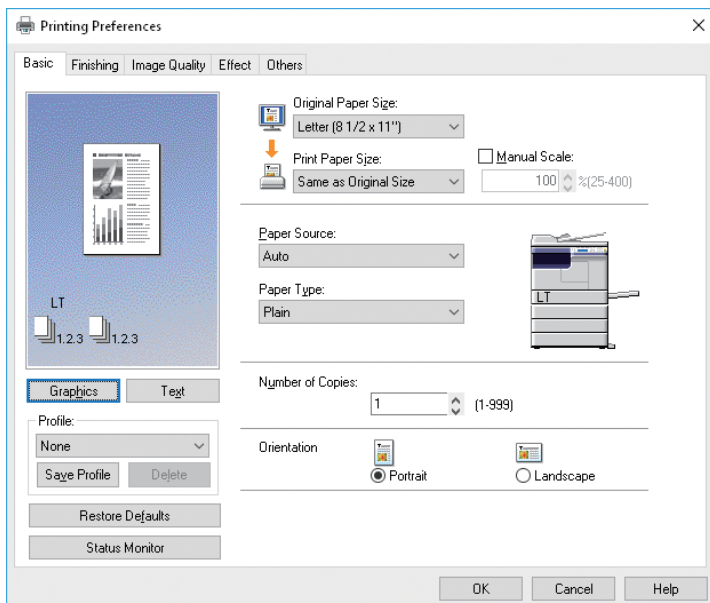 Printing Preferences
Basic Finishing Image Quality Effect Others
Original Paper Size:
Letter (8 1/2 x 11")
Print Paper Size:
Same as Original Size
Manual Scale:
100 %(25-400)
Paper Source:
Auto
Paper Type:
Plain
LT
LT
1.2.3 1.2.3
Graphics Text
Number of Copies:
1 (1-999)
Profile:
None
Save Profile Delete
Orientation
Portrait Landscape
Restore Defaults
Status Monitor
OK Cancel Help